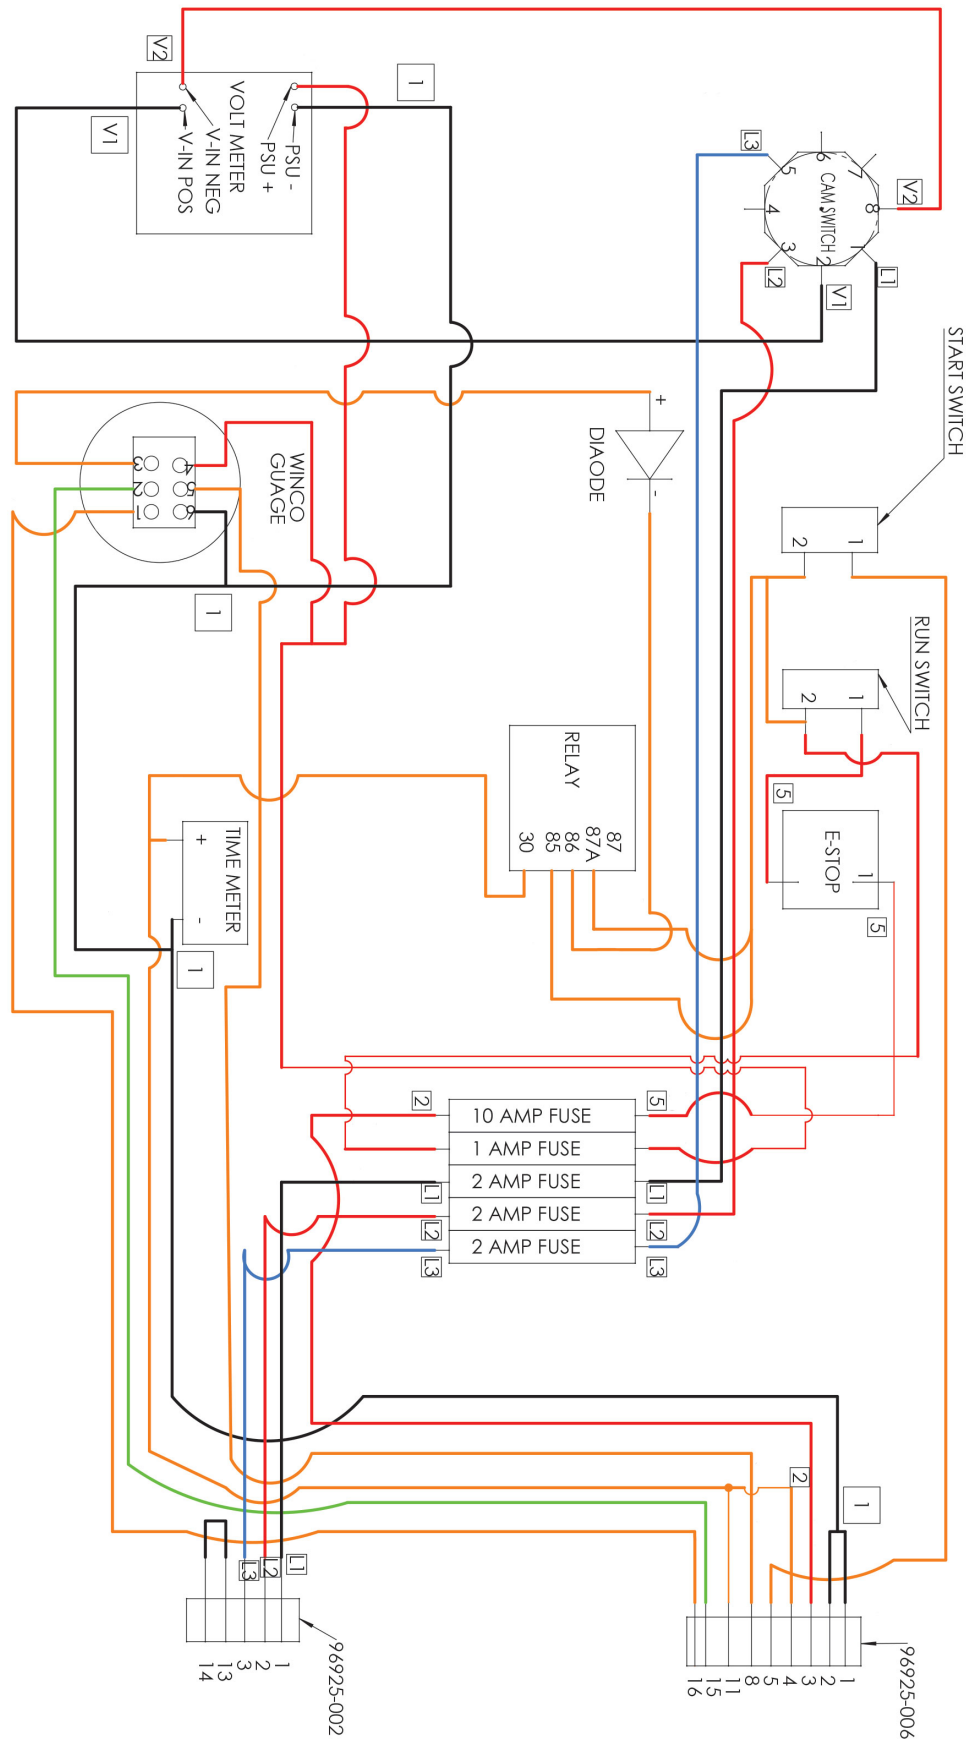 V2
VOLT METER
V-IN NEG
V-IN POS
PSU -
PSU +
1
V1
L3
CAM SWITCH
1
2
3
4
5
6
7
8
V2
L1
V1
L2
START SWITCH
1
2
RUN SWITCH
1
2
+
DIAODE
-
WINCO
GUAGE
4
5
6
3
2
1
1
RELAY
87
87A
86
85
30
5
E-STOP
1
5
TIME METER
+
-
1
2
10 AMP FUSE
5
1 AMP FUSE
L1
2 AMP FUSE
L1
L2
2 AMP FUSE
L2
L3
2 AMP FUSE
L3
2
1
L3
L2
L1
1
2
3
13
14
96925-002
1
2
3
4
5
8
11
15
16
96925-006